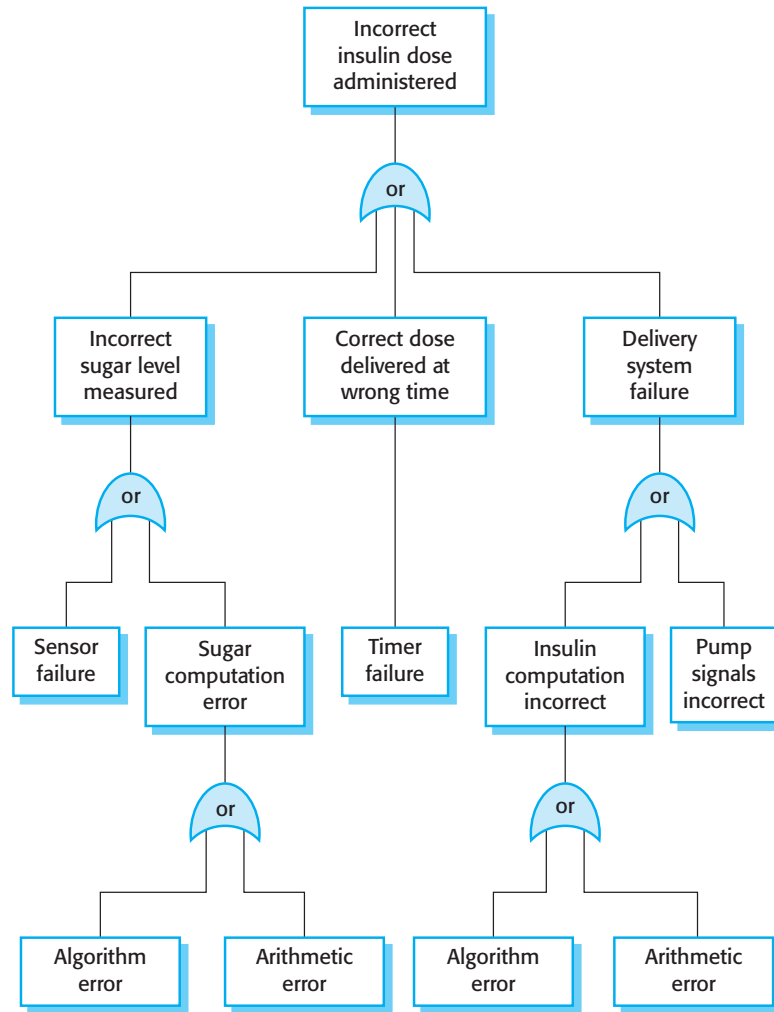 Incorrect
insulin dose
administered
or
Incorrect
sugar level
measured
Correct dose
delivered at
wrong time
Delivery
system
failure
or
or
Sensor
failure
Sugar
computation
error
Timer
failure
Insulin
computation
incorrect
Pump
signals
incorrect
or
or
Algorithm
error
Arithmetic
error
Algorithm
error
Arithmetic
error